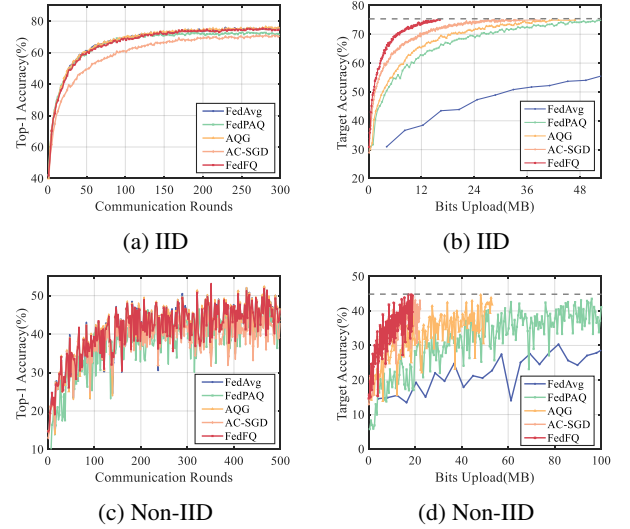 80
70
60
80
60
40
Top-1 Accuracy(%)
FedAvg
FedPAQ
AQG
AC-SGD
FedFQ
0 50 100 150 200 250 300
Communication Rounds
(a) IID
80
70
60
50
40
30
20
Target Accuracy(%)
FedAvg
FedPAQ
AQG
AC-SGD
FedFQ
0 12 24 36 48
Bits Upload(MB)
(b) IID
50
40
30
20
10
Top-1 Accuracy(%)
FedAvg
FedPAQ
AQG
AC-SGD
FedFQ
0 100 200 300 400 500
Communication Rounds
(c) Non-IID
50
40
30
20
10
0
Target Accuracy(%)
FedAvg
FedPAQ
AQG
AC-SGD
FedFQ
0 20 40 60 80 100
Bits Upload(MB)
(d) Non-IID